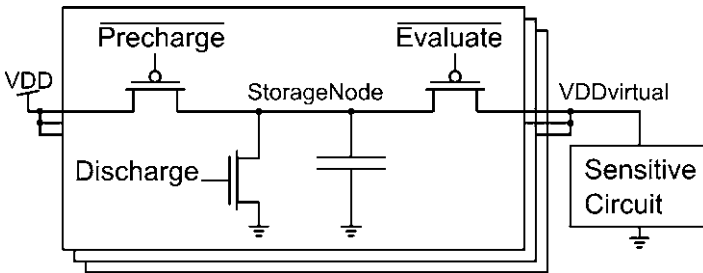 Precharge
Evaluate
VDD
StorageNode
VDDvirtual
Discharge
Sensitive
Circuit